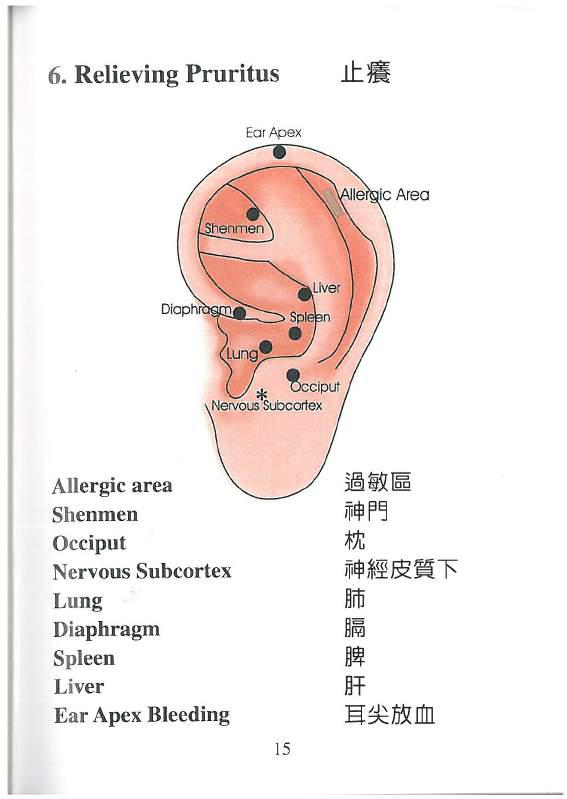 6. Relieving Pruritus 止癢
Ear Apex
Allergic Area
Shenmen
Liver
Diaphragm
Spleen
Lung
Occiput
*
Nervous Subcortex
Allergic area 過敏區
Shenmen 神門
Occiput 枕
Nervous Subcortex 神經皮質下
Lung 肺
Diaphragm 膈
Spleen 脾
Liver 肝
Ear Apex Bleeding 耳尖放血
15